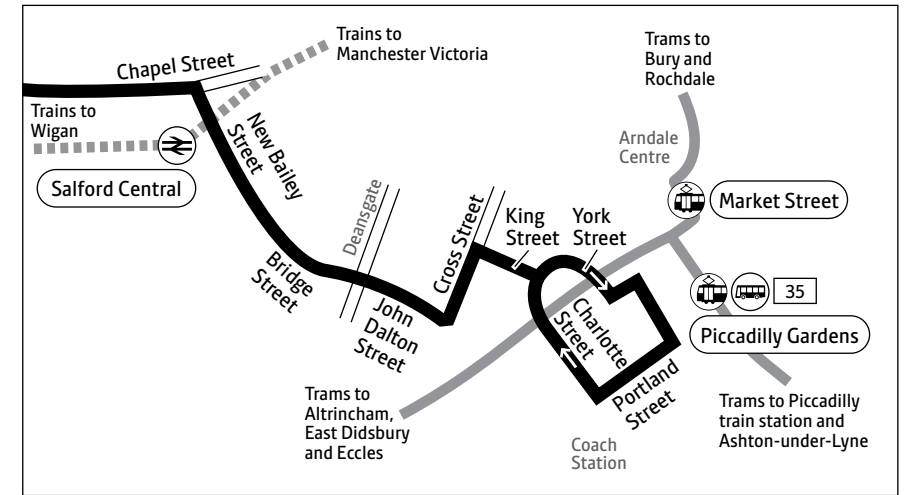 Trains to
Manchester Victoria
Chapel Street
Trams to
Bury and
Rochdale
Trains to
Wigan
New Bailey
Street
Arndale
Centre
Salford Central
Market Street
Deansgate
Cross Street
King
Street
York
Street
Bridge
Street
35
John
Dalton
Street
Charlotte
Street
Piccadilly Gardens
Portland
Street
Trams to
Altrincham,
East Didsbury
and Eccles
Trams to Piccadilly
train station and
Ashton-under-Lyne
Coach
Station